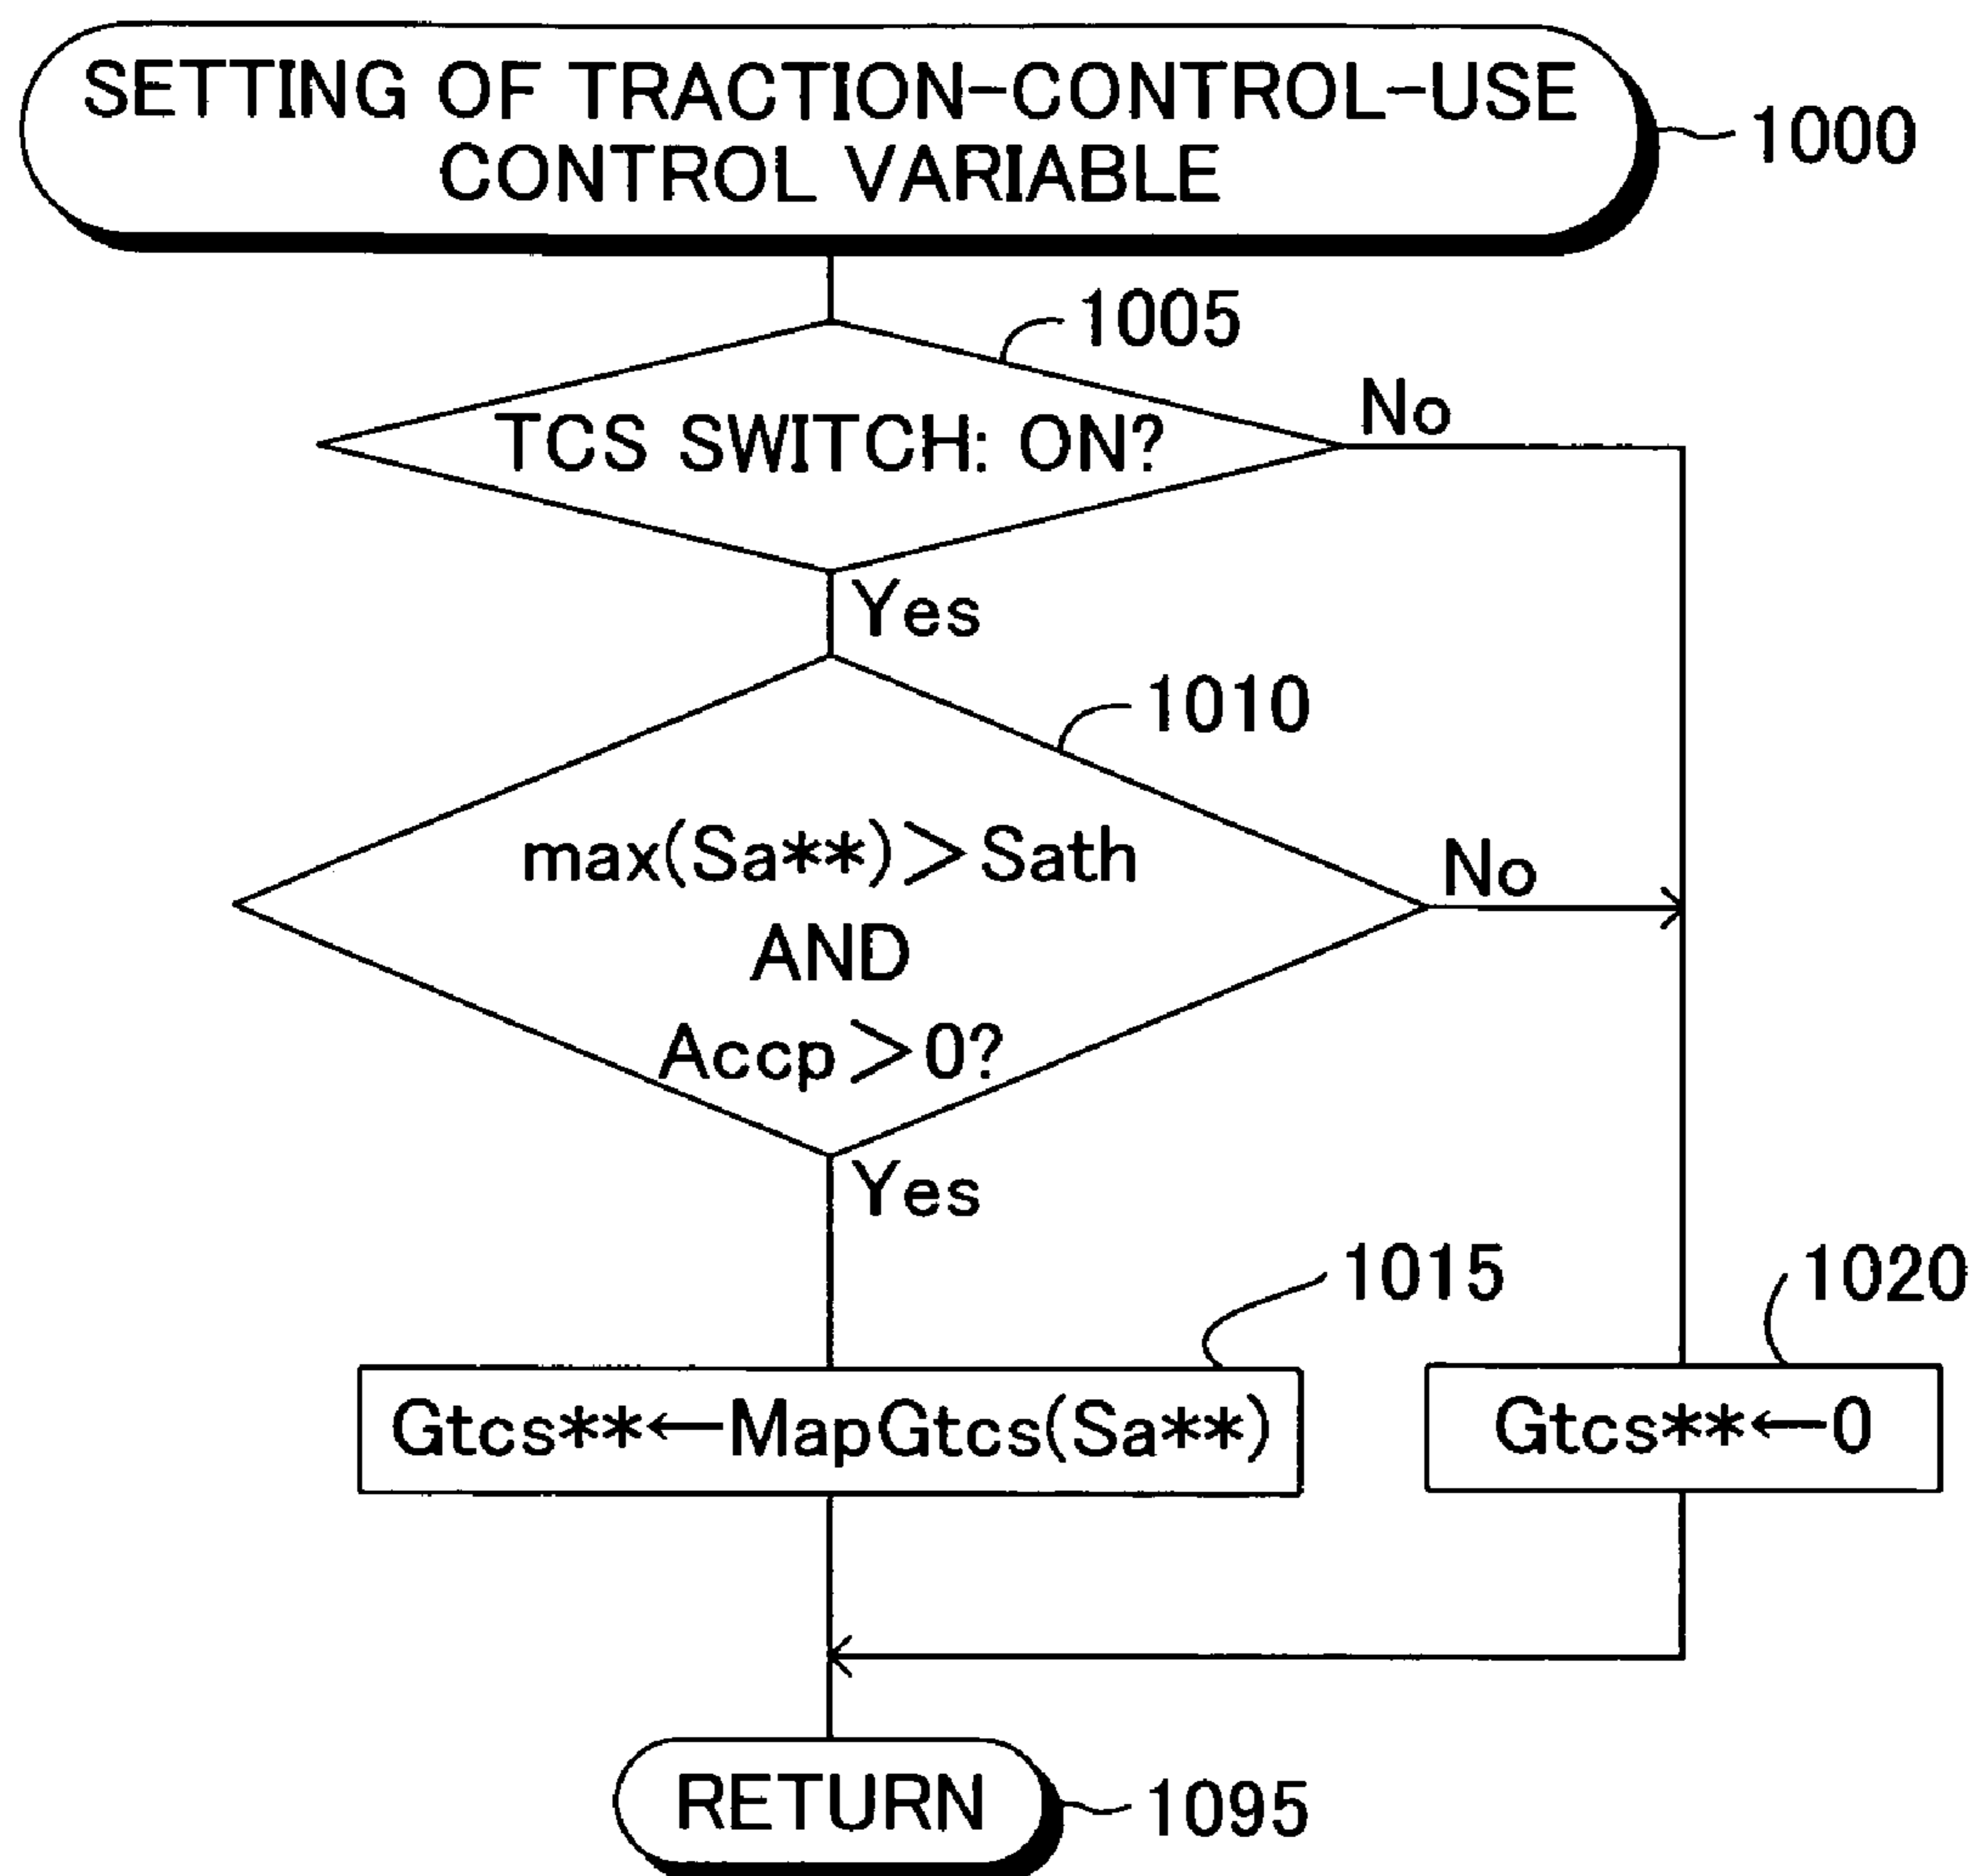 SETTING OF TRACTION-CONTROL-USE
CONTROL VARIABLE
1000
1005
TCS SWITCH: ON?
No
Yes
1010
max(Sa**)>Sath
AND
Accp>0?
No
Yes
1015
1020
Gtcs**←MapGtcs(Sa**)
Gtcs**←0
RETURN
1095